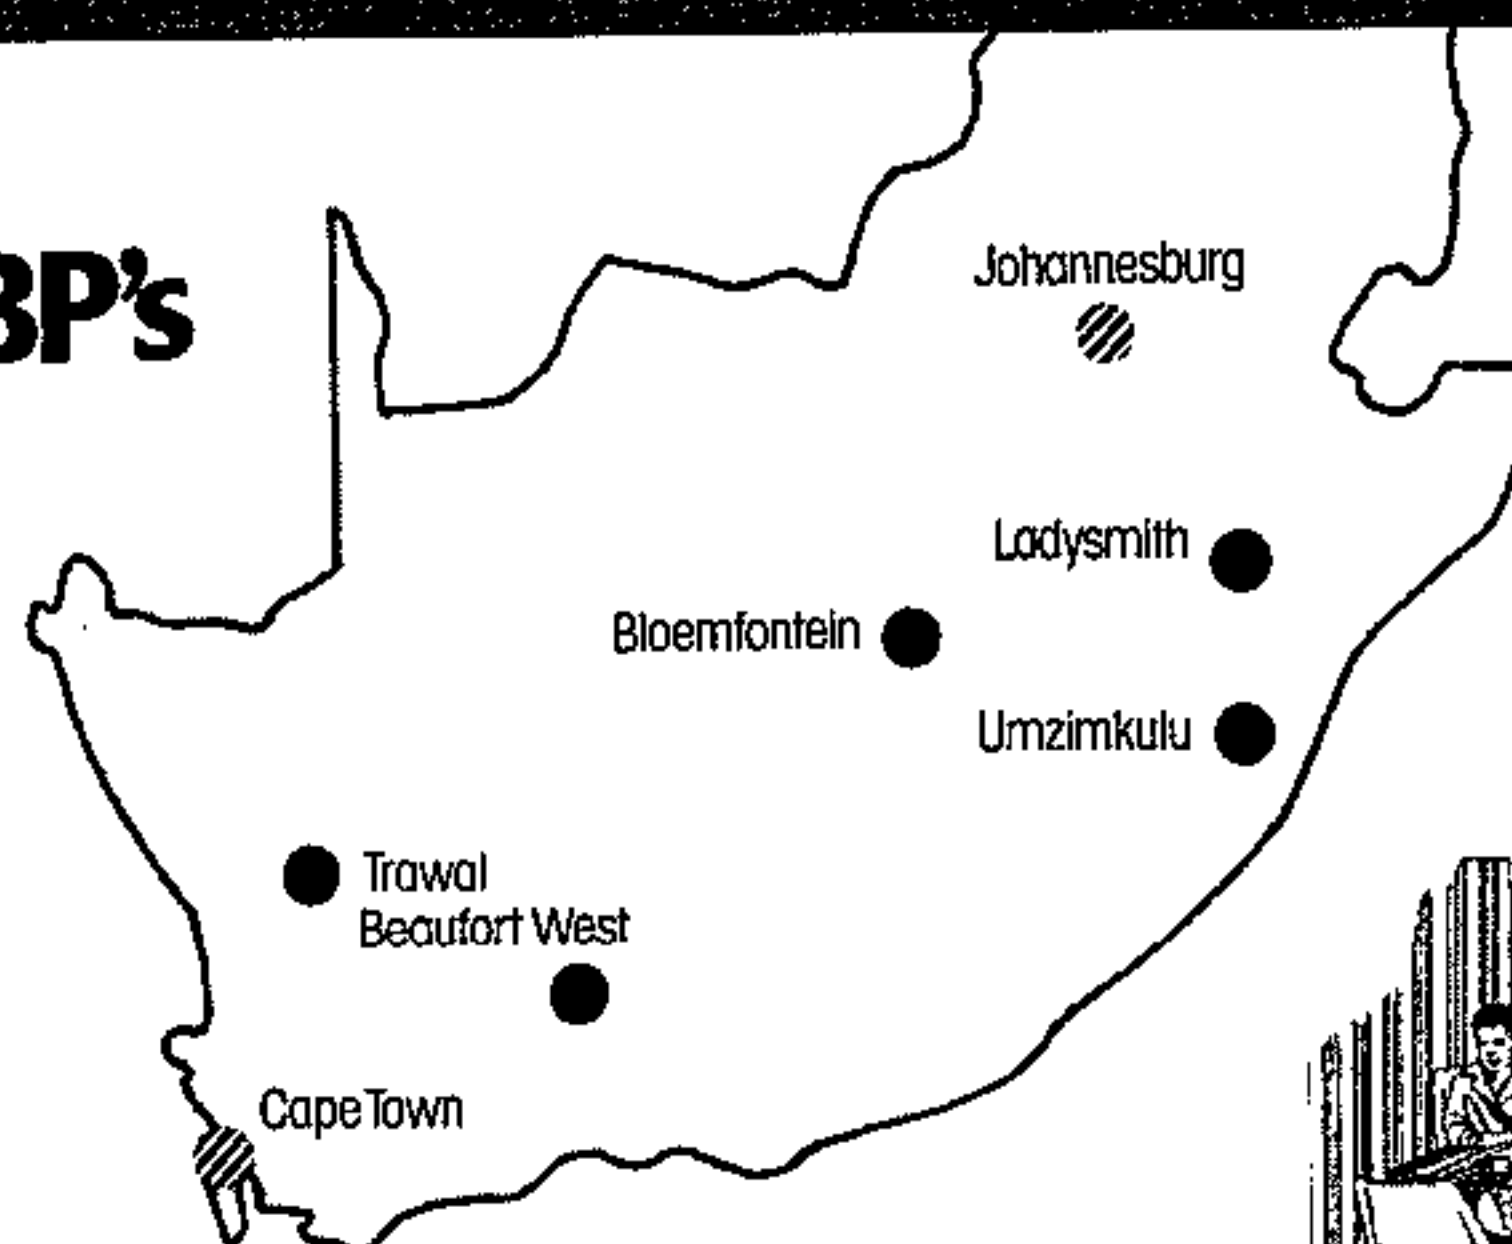 BP's
Johannesburg
Ladysmith
Bloemfontein
Umzimkulu
Trawal
Beaufort West
Cape Town